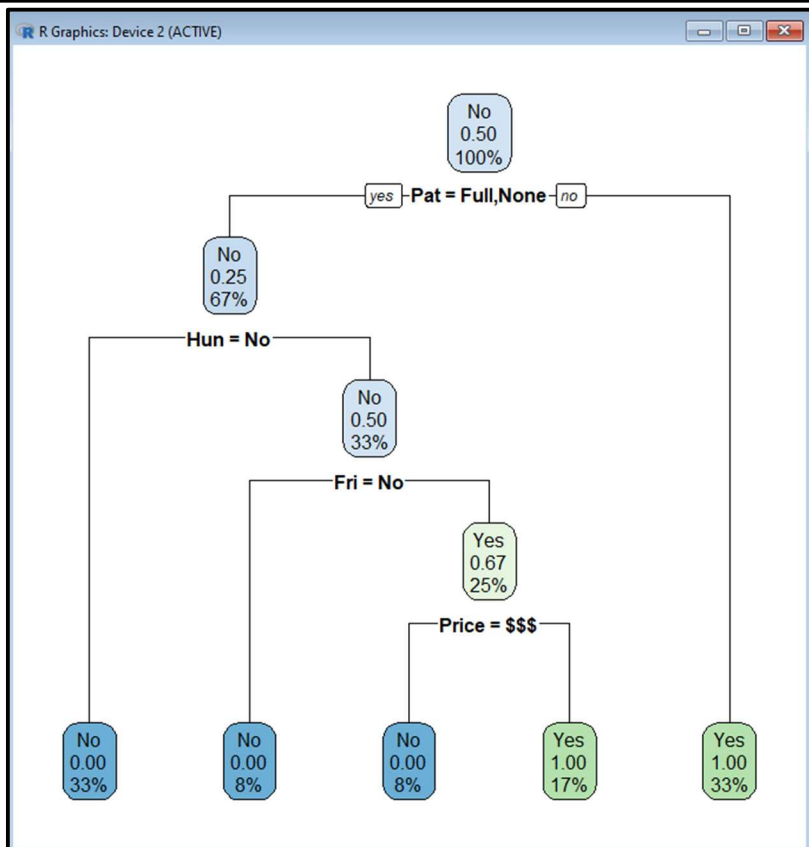 R Graphics: Device 2 (ACTIVE)
No
0.50
100%
yes Pat = Full,None no
No
0.25
67%
Hun = No
No
0.50
33%
Fri = No
Yes
0.67
25%
Price = $$$
No
0.00
33%
No
0.00
8%
No
0.00
8%
Yes
1.00
17%
Yes
1.00
33%